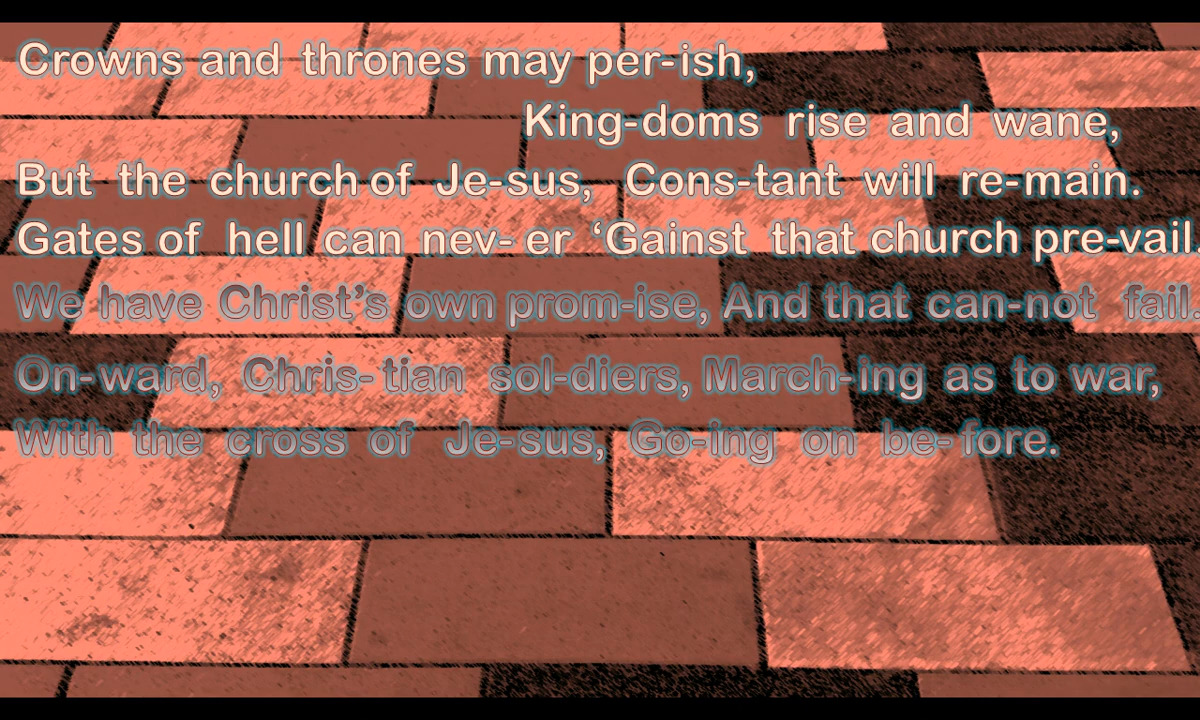 Crowns and thrones may per-ish,
King-doms rise and wane,
But the church of Je-sus, Cons-tant will re-main.
Gates of hell can nev- er ‘Gainst that church pre-vail.
We have Christ’s own prom-ise, And that can-not fail.
On-ward, Chris- tian sol-diers, March-ing as to war,
With the cross of Je-sus, Go-ing on be- fore.